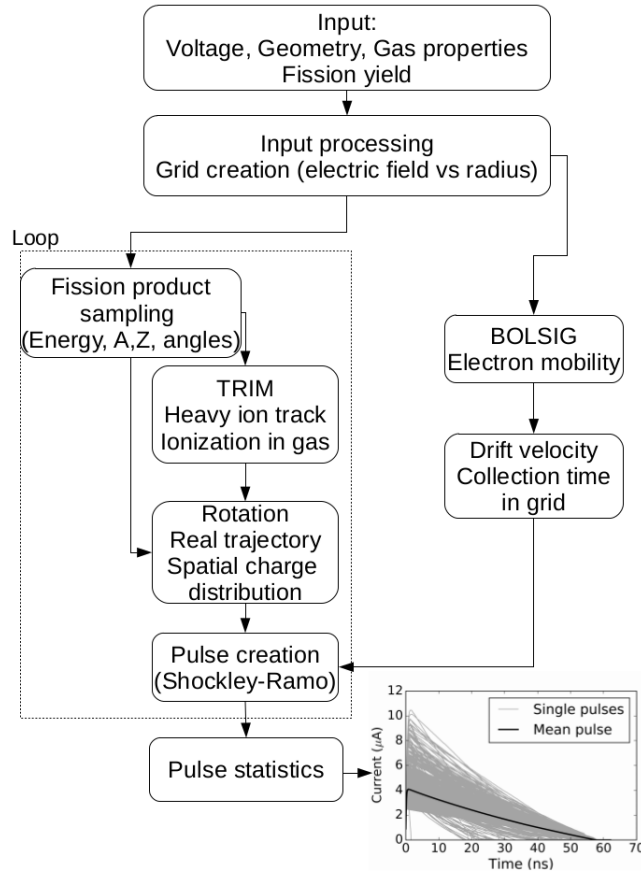 Input:
Voltage, Geometry, Gas properties
Fission yield
Input processing
Grid creation (electric field vs radius)
Loop
Fission product
sampling
(Energy, A,Z, angles)
TRIM
Heavy ion track
Ionization in gas
Rotation
Real trajectory
Spatial charge
distribution
Pulse creation
(Shockley-Ramo)
Pulse statistics
BOLSIG
Electron mobility
Drift velocity
Collection time
in grid
Single pulses
Mean pulse
Current (μA)
12
10
8
6
4
2
0
0 10 20 30 40 50 60 70
Time (ns)